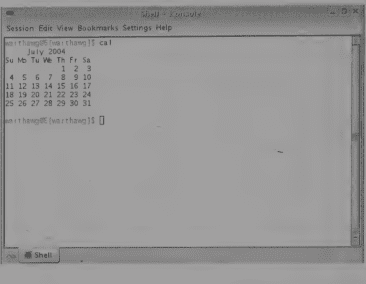 Shell - Konsole
Session Edit View Bookmarks Settings Help
cal
July 2004
Su Mo Tu We Th Fr Sa
1 2 3
4 5 6 7 8 9 10
11 12 13 14 15 16 17
18 19 20 21 22 23 24
25 26 27 28 29 30 31
Shell